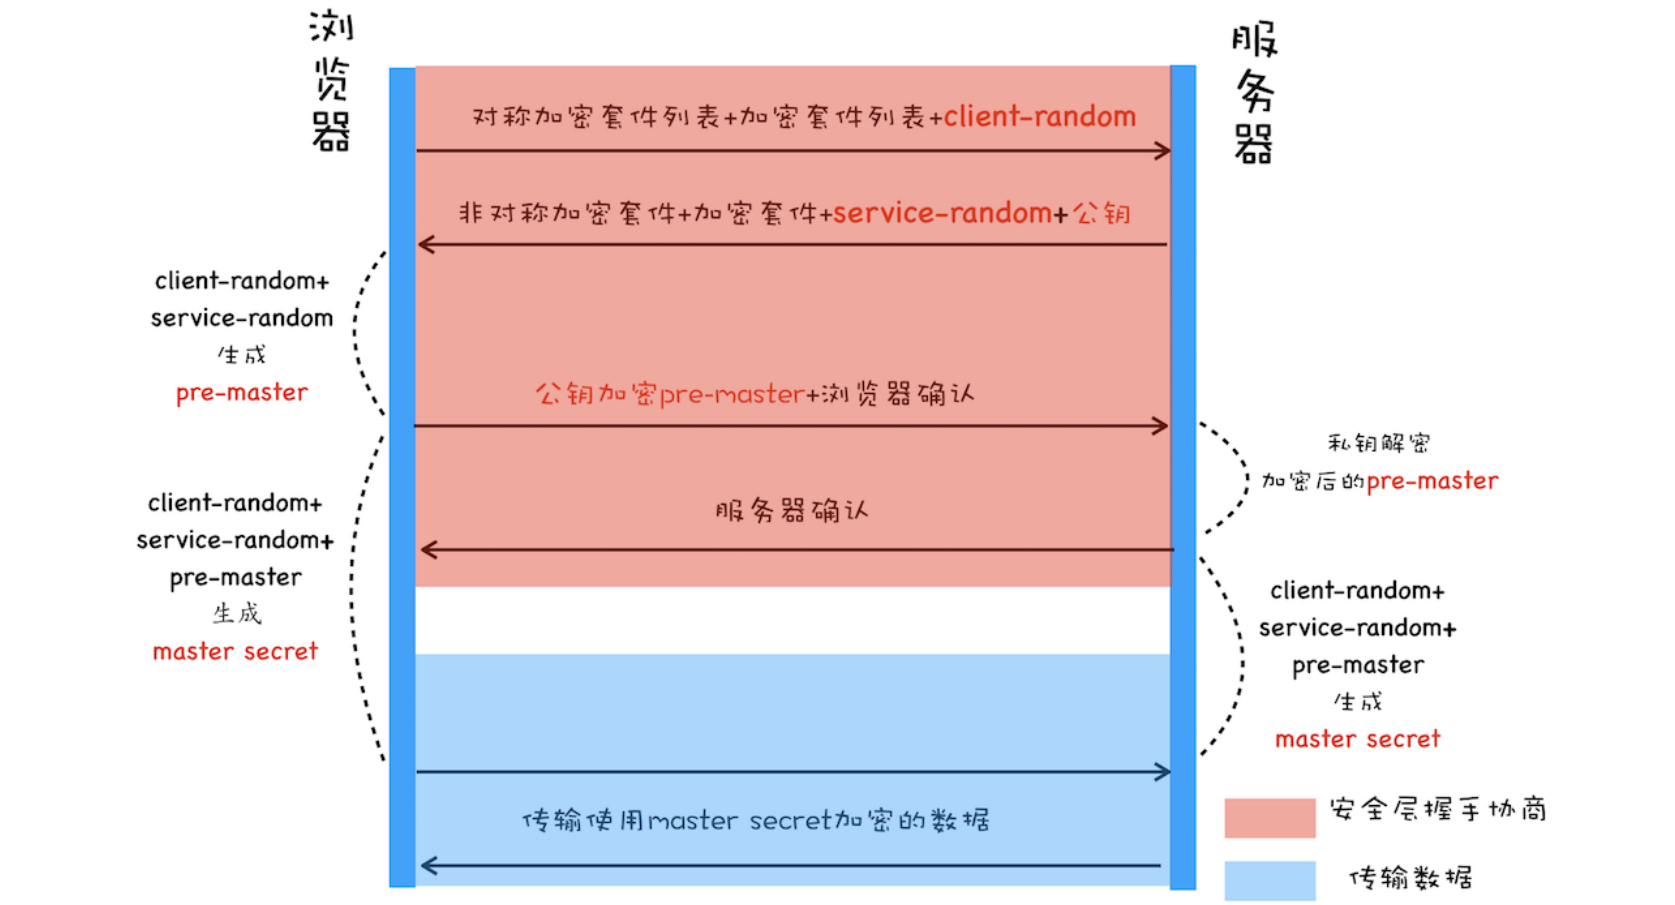 浏览器
服务器
对称加密套件列表+加密套件列表+client-random
非对称加密套件+加密套件+service-random+公钥
client-random+
service-random
生成
pre-master
公钥加密pre-master+浏览器确认
私钥解密
加密后的pre-master
client-random+
service-random+
pre-master
生成
master secret
服务器确认
client-random+
service-random+
pre-master
生成
master secret
传输使用master secret加密的数据
安全层握手协商
传输数据